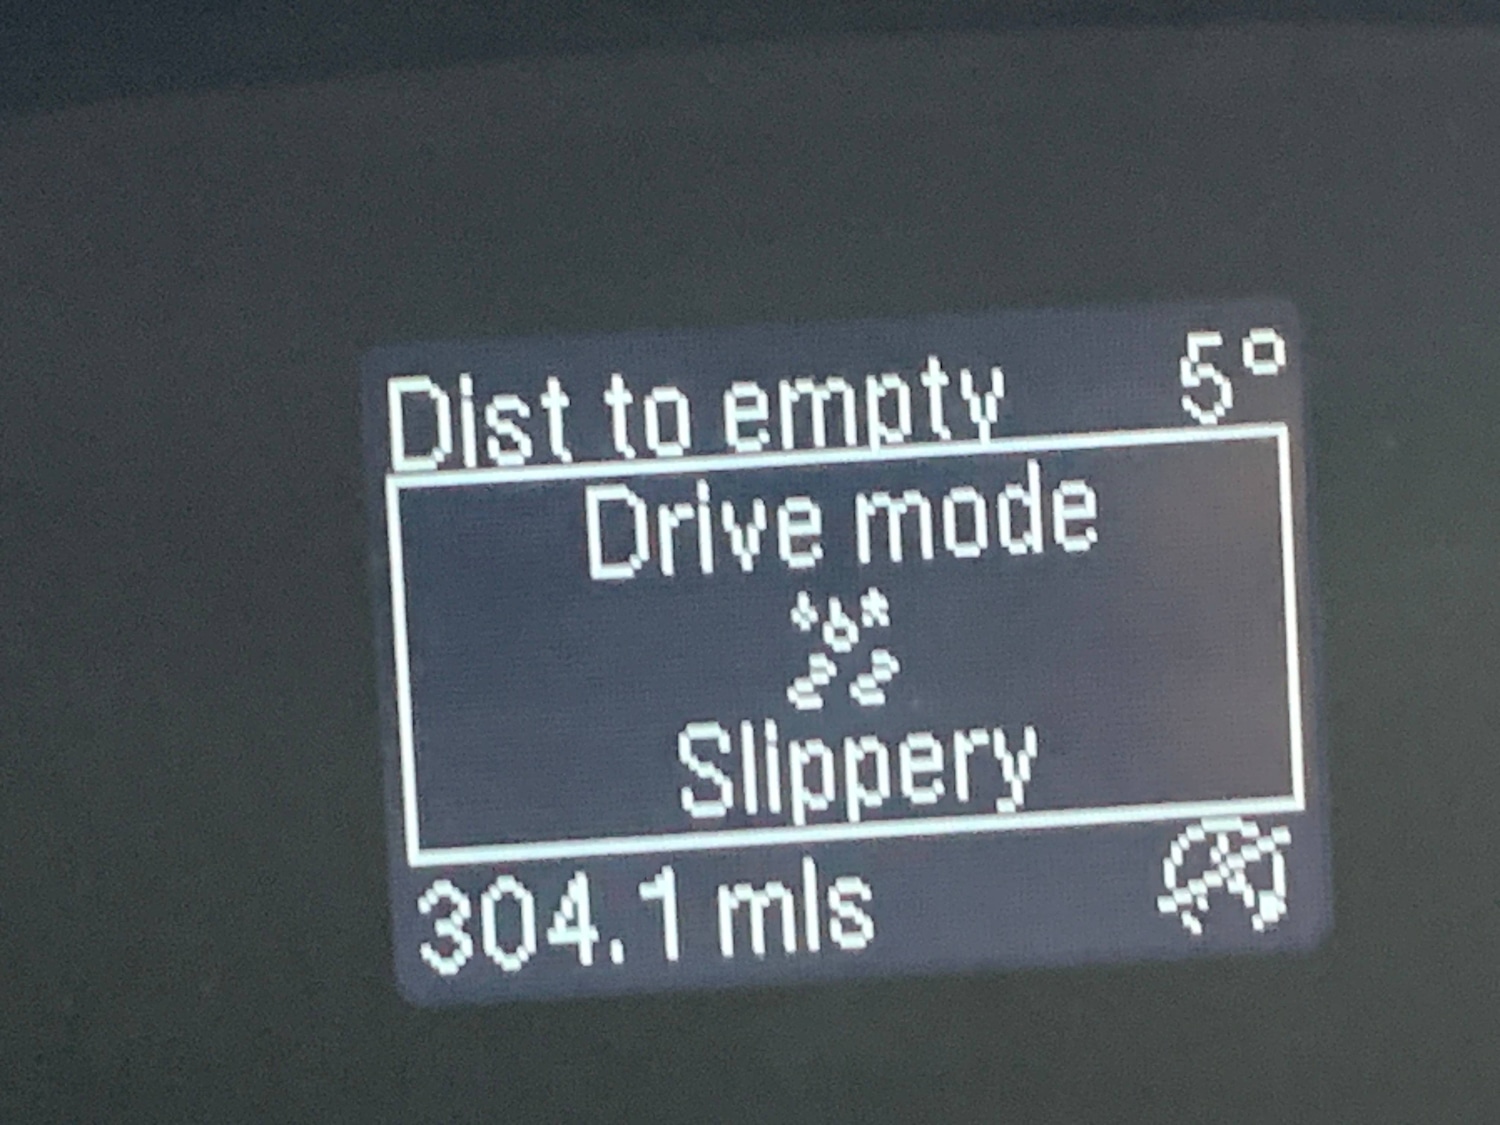 Dist to empty 5°
Drive mode
Slippery
304.1 mls